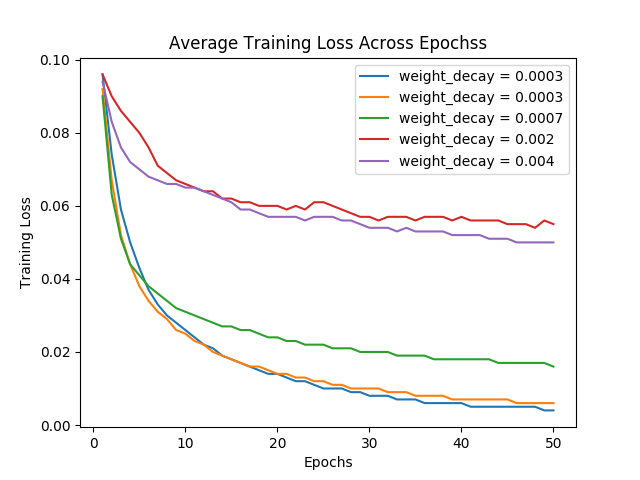 Average Training Loss Across Epochss
Training Loss
0.10
0.08
0.06
0.04
0.02
0.00
weight_decay = 0.0003
weight_decay = 0.0003
weight_decay = 0.0007
weight_decay = 0.002
weight_decay = 0.004
0
10
20
30
40
50
Epochs